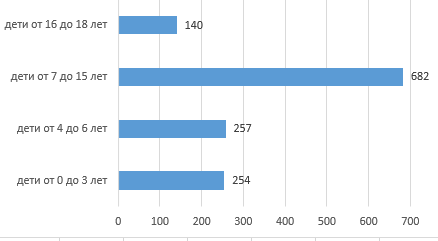 дети от 16 до 18 лет 140
дети от 7 до 15 лет 682
дети от 4 до 6 лет 257
дети от 0 до 3 лет 254
0 100 200 300 400 500 600 700